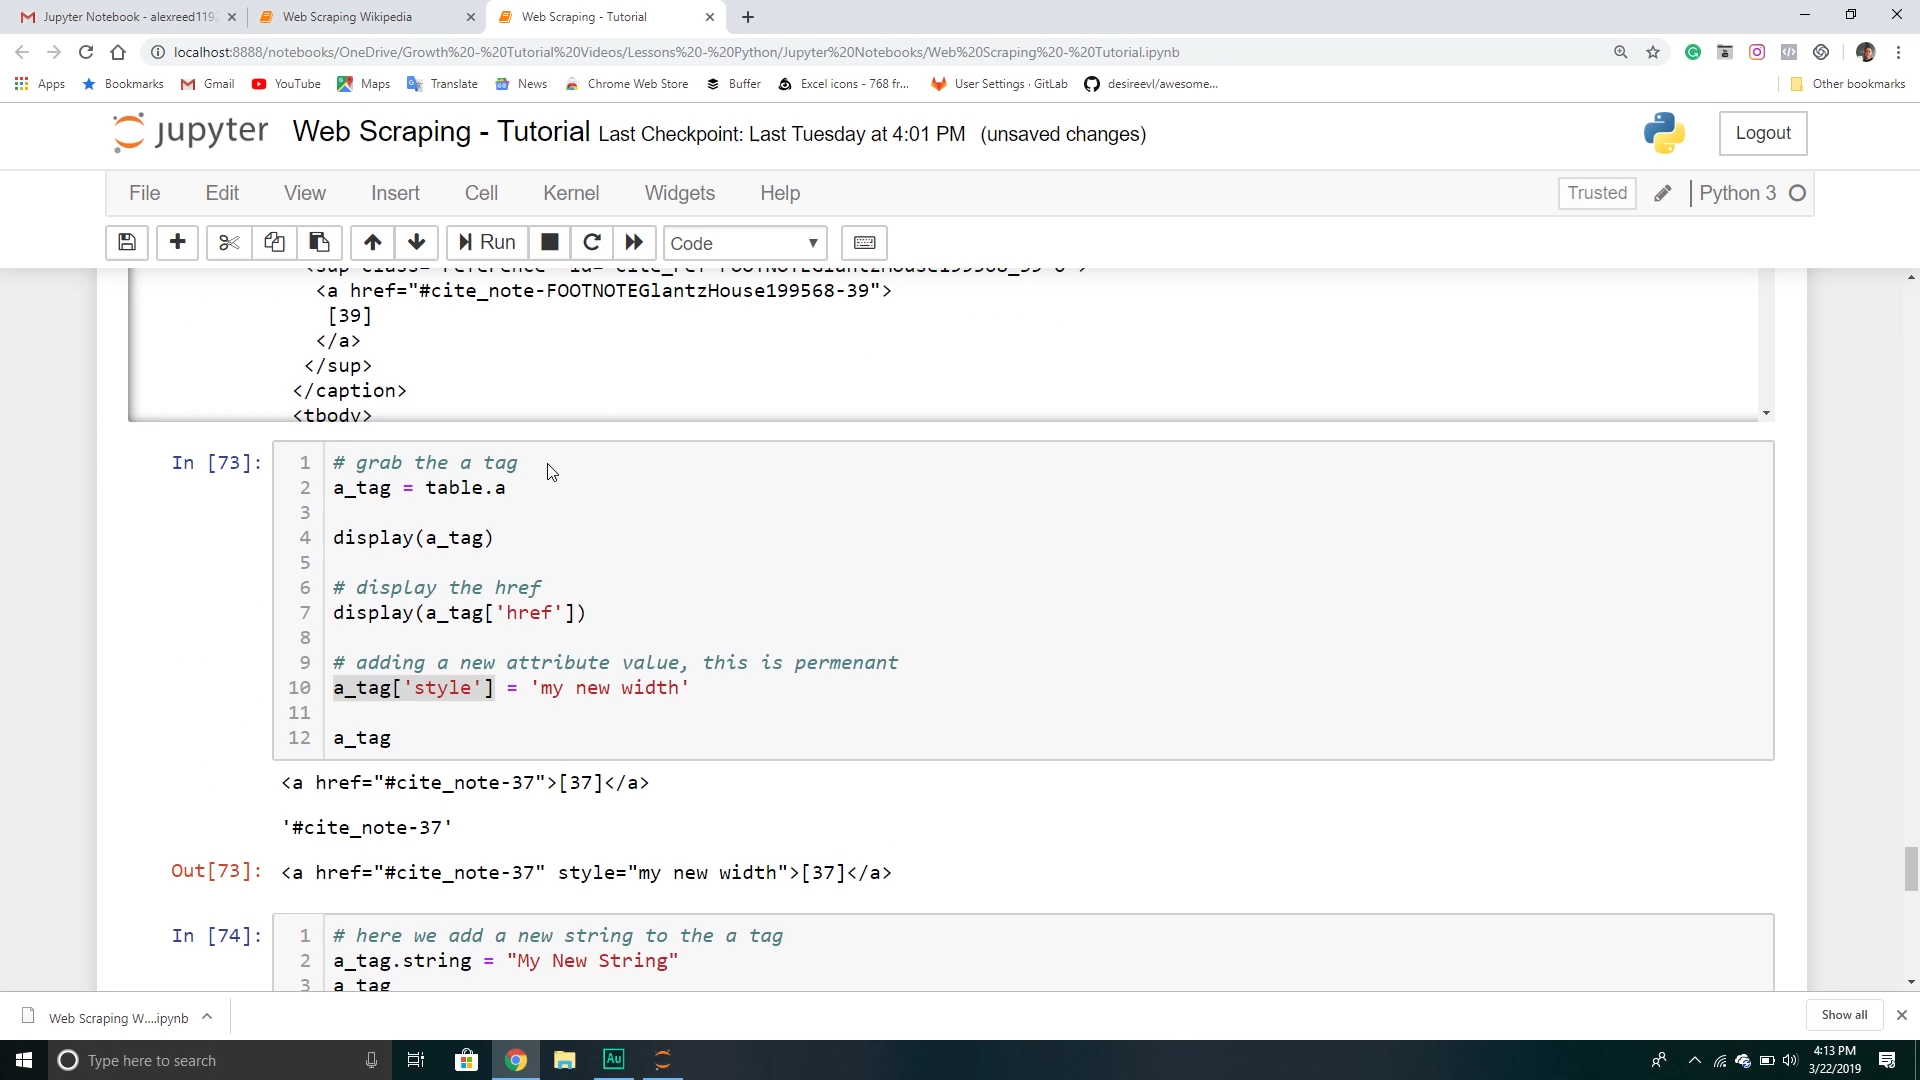 Jupyter Notebook - alexreed119
Web Scraping Wikipedia
Web Scraping - Tutorial
localhost:8888/notebooks/OneDrive/Growth%20-%20Tutorial%20Videos/Lessons%20-%20Python/Jupyter%20Notebooks/Web%20Scraping%20-%20Tutorial.ipynb
Apps Bookmarks Gmail YouTube Maps Translate News Chrome Web Store Buffer Excel icons - 768 fr... User Settings · GitLab desireevl/awesome... Other bookmarks
jupyter Web Scraping - Tutorial Last Checkpoint: Last Tuesday at 4:01 PM (unsaved changes) Logout
File Edit View Insert Cell Kernel Widgets Help Trusted Python 3
Run Code
<a href="#cite_note-FOOTNOTEGlantzHouse199568-39">
[39]
</a>
</sup>
</caption>
<tbody>
In [73]: 1 # grab the a tag
2 a_tag = table.a
3
4 display(a_tag)
5
6 # display the href
7 display(a_tag['href'])
8
9 # adding a new attribute value, this is permenant
10 a_tag['style'] = 'my new width'
11
12 a_tag
<a href="#cite_note-37">[37]</a>
'#cite_note-37'
Out[73]: <a href="#cite_note-37" style="my new width">[37]</a>
In [74]: 1 # here we add a new string to the a tag
2 a_tag.string = "My New String"
3 a_tag
Web Scraping W....ipynb
Show all
Type here to search
Au
4:13 PM
3/22/2019